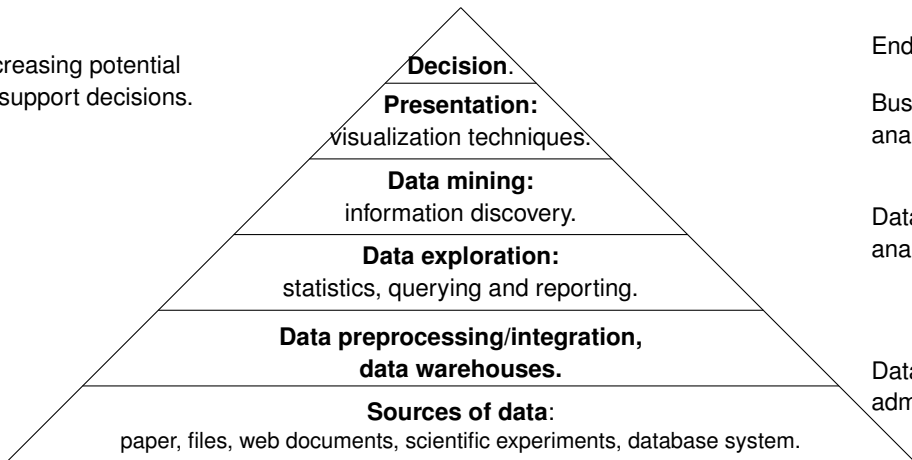 creasing potential
support decisions.
Decision.
Presentation:
visualization techniques.
Data mining:
information discovery.
Data exploration:
statistics, querying and reporting.
Data preprocessing/integration,
data warehouses.
Sources of data:
paper, files, web documents, scientific experiments, database system.
End
Bus
ana
Data
ana
Data
adm